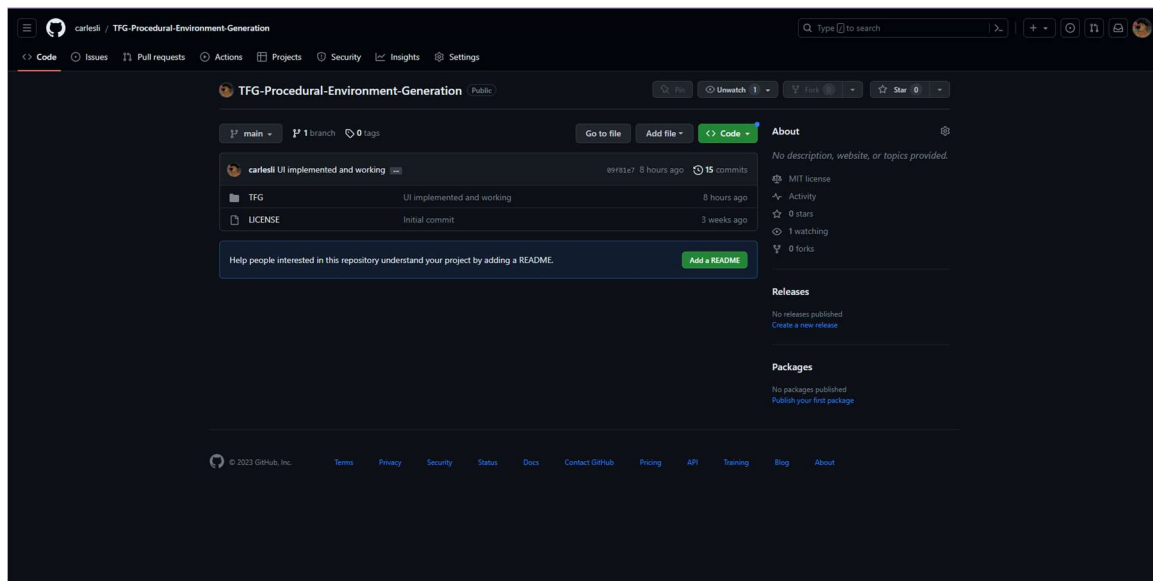 carlesli / TFG-Procedural-Environment-Generation
Type / to search
Code Issues Pull requests Actions Projects Security Insights Settings
TFG-Procedural-Environment-Generation Public
Pin Unwatch 1 Fork 0 Star 0
main 1 branch 0 tags
Go to file Add file Code
carlesli UI implemented and working
09f81e7 8 hours ago 15 commits
TFG UI implemented and working 8 hours ago
LICENSE Initial commit 3 weeks ago
Help people interested in this repository understand your project by adding a README.
Add a README
About
No description, website, or topics provided.
MIT license
Activity
0 stars
1 watching
0 forks
Releases
No releases published
Create a new release
Packages
No packages published
Publish your first package
© 2023 GitHub, Inc. Terms Privacy Security Status Docs Contact GitHub Pricing API Training Blog About